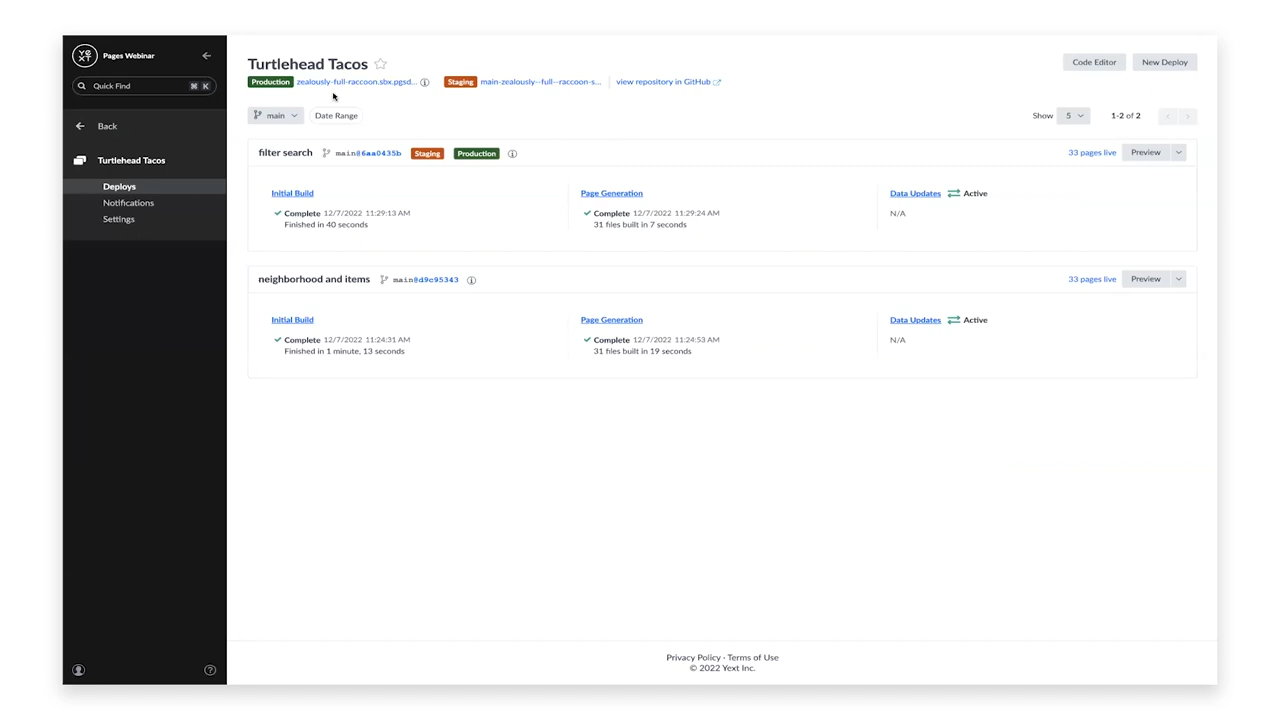 yext Pages Webinar
Quick Find ⌘ K
Back
Turtlehead Tacos
Deploys
Notifications
Settings
Turtlehead Tacos
Production zealously-full-raccoon.sbx.pgsd... Staging main-zealously--full--raccoon-s... view repository in GitHub
main Date Range Show 5 1-2 of 2
Code Editor New Deploy
filter search main@6aa0435b Staging Production 33 pages live Preview
Initial Build Page Generation Data Updates Active
Complete 12/7/2022 11:29:13 AM Complete 12/7/2022 11:29:24 AM N/A
Finished in 40 seconds 31 files built in 7 seconds
neighborhood and items main@d9c95343 33 pages live Preview
Initial Build Page Generation Data Updates Active
Complete 12/7/2022 11:24:31 AM Complete 12/7/2022 11:24:53 AM N/A
Finished in 1 minute, 13 seconds 31 files built in 19 seconds
Privacy Policy · Terms of Use
© 2022 Yext Inc.